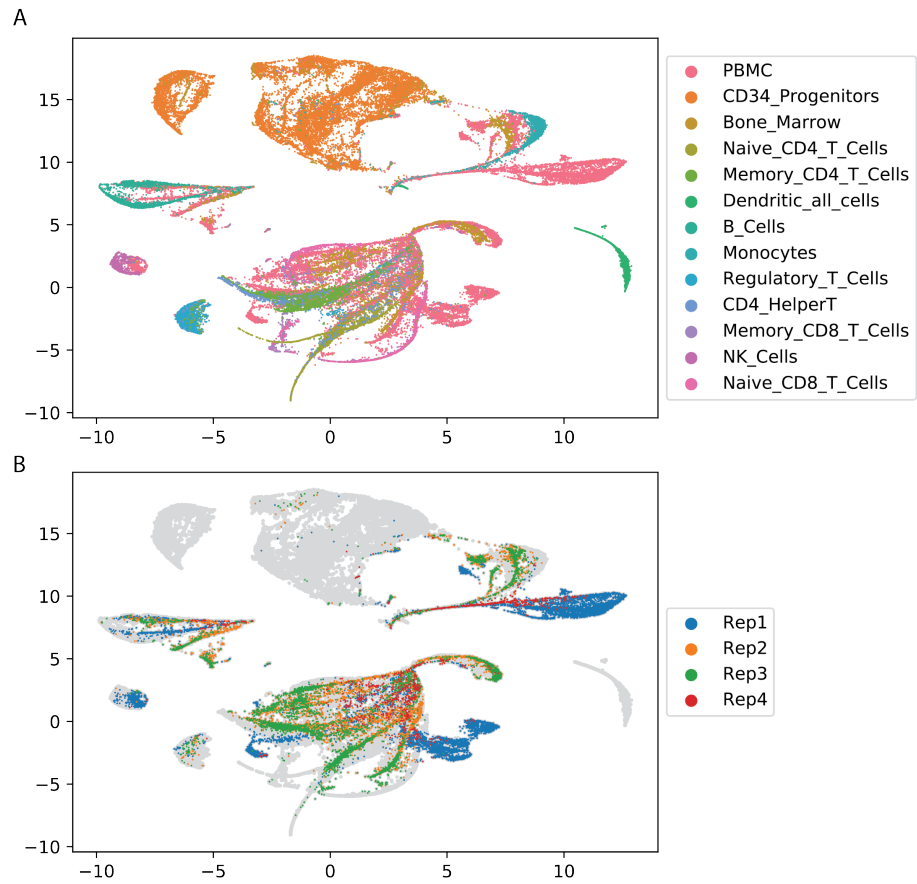 A
15
10
5
0
−5
−10
−10
−5
0
5
10
PBMC
CD34_Progenitors
Bone_Marrow
Naive_CD4_T_Cells
Memory_CD4_T_Cells
Dendritic_all_cells
B_Cells
Monocytes
Regulatory_T_Cells
CD4_HelperT
Memory_CD8_T_Cells
NK_Cells
Naive_CD8_T_Cells
B
15
10
5
0
−5
−10
−10
−5
0
5
10
Rep1
Rep2
Rep3
Rep4